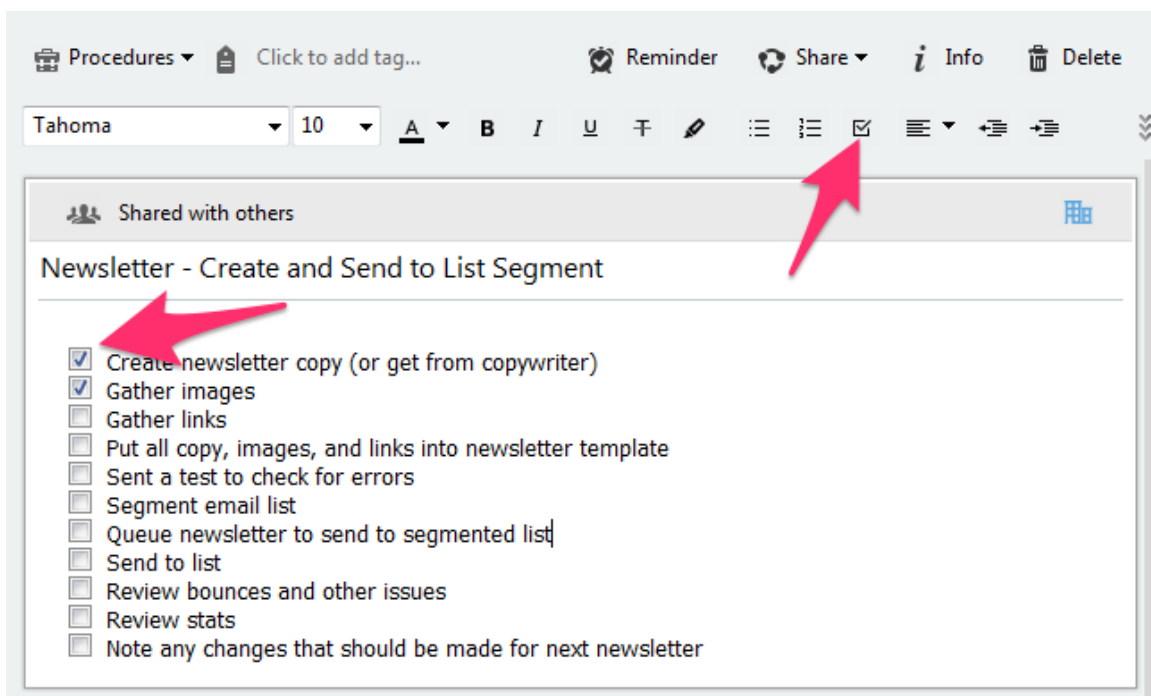 Procedures Click to add tag... Reminder Share Info Delete
Tahoma 10 A B I U T
Shared with others
Newsletter - Create and Send to List Segment
Create newsletter copy (or get from copywriter)
Gather images
Gather links
Put all copy, images, and links into newsletter template
Sent a test to check for errors
Segment email list
Queue newsletter to send to segmented list
Send to list
Review bounces and other issues
Review stats
Note any changes that should be made for next newsletter